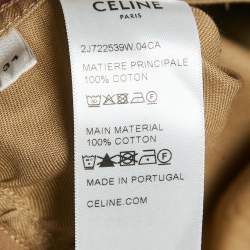 CELINE
PARIS
2J722539W.04CA
MATIERE PRINCIPALE
100% COTON
MAIN MATERIAL
100% COTTON
MADE IN PORTUGAL
CELINE.COM